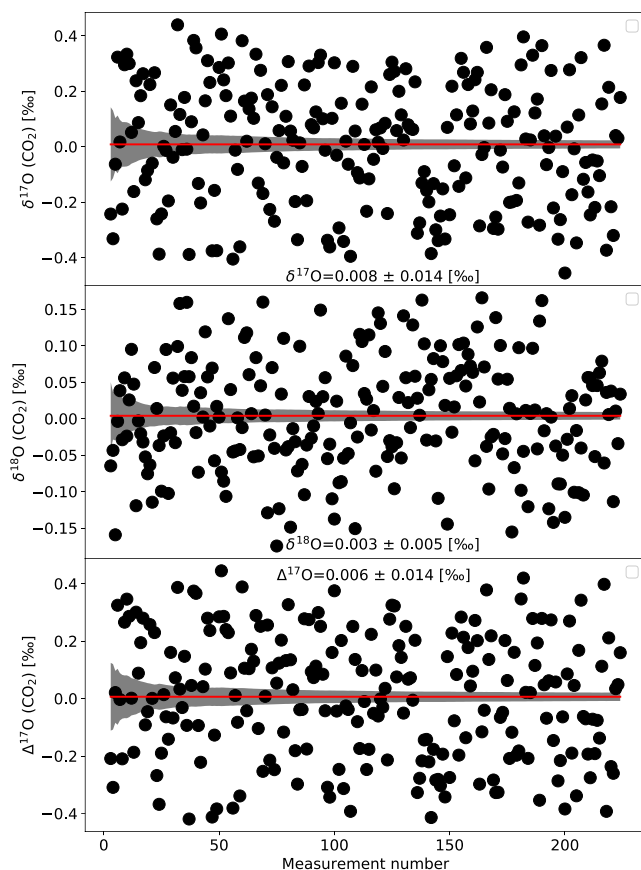 0.4
0.2
0.0
−0.2
−0.4
δ¹⁷O (CO₂) [‰]
δ¹⁷O=0.008 ± 0.014 [‰]
0.15
0.10
0.05
0.00
−0.05
−0.10
−0.15
δ¹⁸O (CO₂) [‰]
δ¹⁸O=0.003 ± 0.005 [‰]
Δ¹⁷O=0.006 ± 0.014 [‰]
0.4
0.2
0.0
−0.2
−0.4
Δ¹⁷O (CO₂) [‰]
0 50 100 150 200
Measurement number